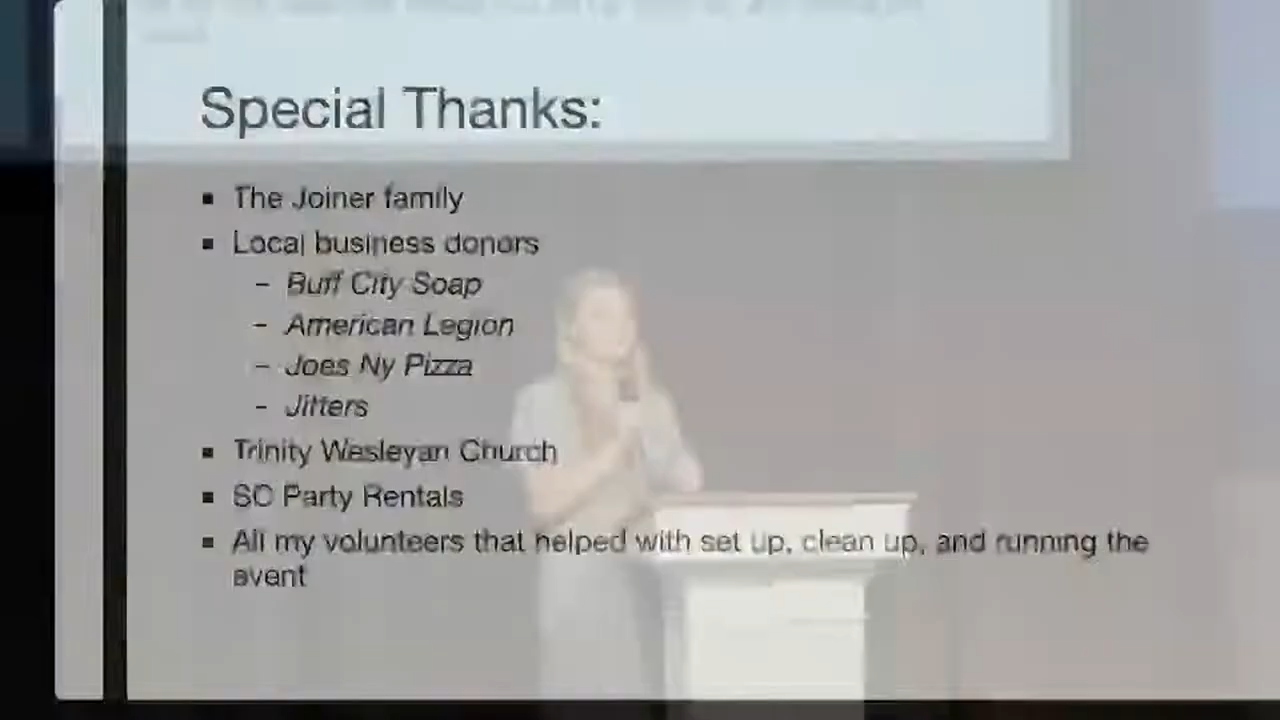 Special Thanks:
▪ The Joiner family
▪ Local business donors
– Buff City Soap
– American Legion
– Joes Ny Pizza
– Jitters
▪ Trinity Wesleyan Church
▪ SC Party Rentals
▪ All my volunteers that helped with set up, clean up, and running the
event